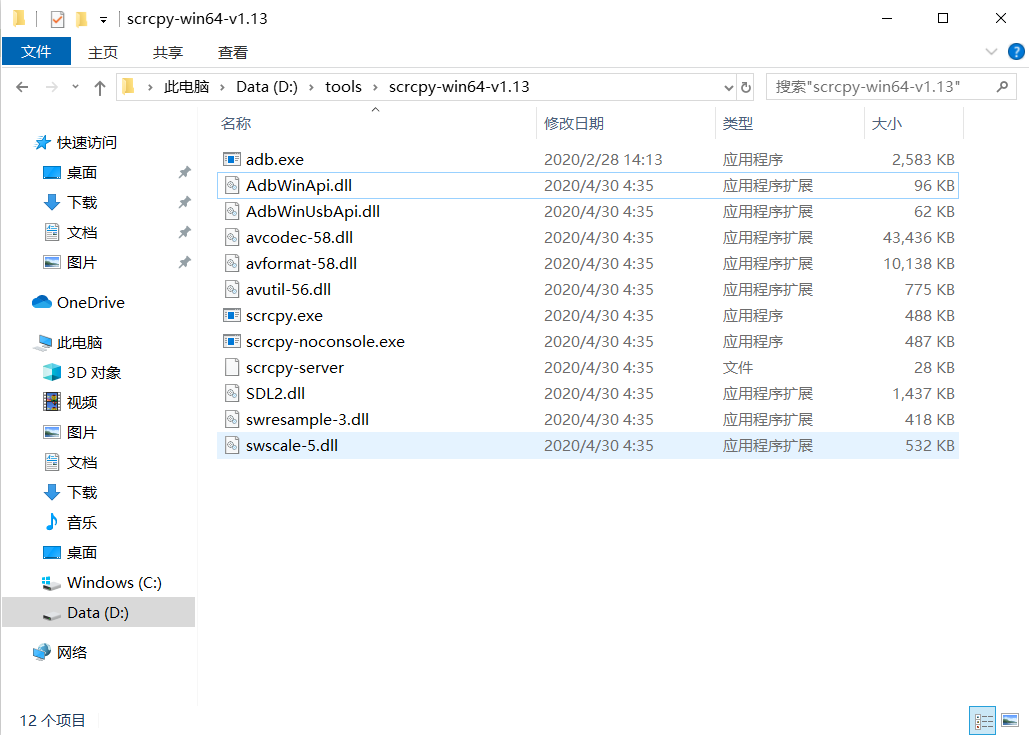 scrcpy-win64-v1.13
文件 主页 共享 查看
此电脑 Data (D:) tools scrcpy-win64-v1.13 搜索"scrcpy-win64-v1.13"
快速访问
桌面
下载
文档
图片
OneDrive
此电脑
3D 对象
视频
图片
文档
下载
音乐
桌面
Windows (C:)
Data (D:)
网络
名称 修改日期 类型 大小
adb.exe 2020/2/28 14:13 应用程序 2,583 KB
AdbWinApi.dll 2020/4/30 4:35 应用程序扩展 96 KB
AdbWinUsbApi.dll 2020/4/30 4:35 应用程序扩展 62 KB
avcodec-58.dll 2020/4/30 4:35 应用程序扩展 43,436 KB
avformat-58.dll 2020/4/30 4:35 应用程序扩展 10,138 KB
avutil-56.dll 2020/4/30 4:35 应用程序扩展 775 KB
scrcpy.exe 2020/4/30 4:35 应用程序 488 KB
scrcpy-noconsole.exe 2020/4/30 4:35 应用程序 487 KB
scrcpy-server 2020/4/30 4:35 文件 28 KB
SDL2.dll 2020/4/30 4:35 应用程序扩展 1,437 KB
swresample-3.dll 2020/4/30 4:35 应用程序扩展 418 KB
swscale-5.dll 2020/4/30 4:35 应用程序扩展 532 KB
12 个项目